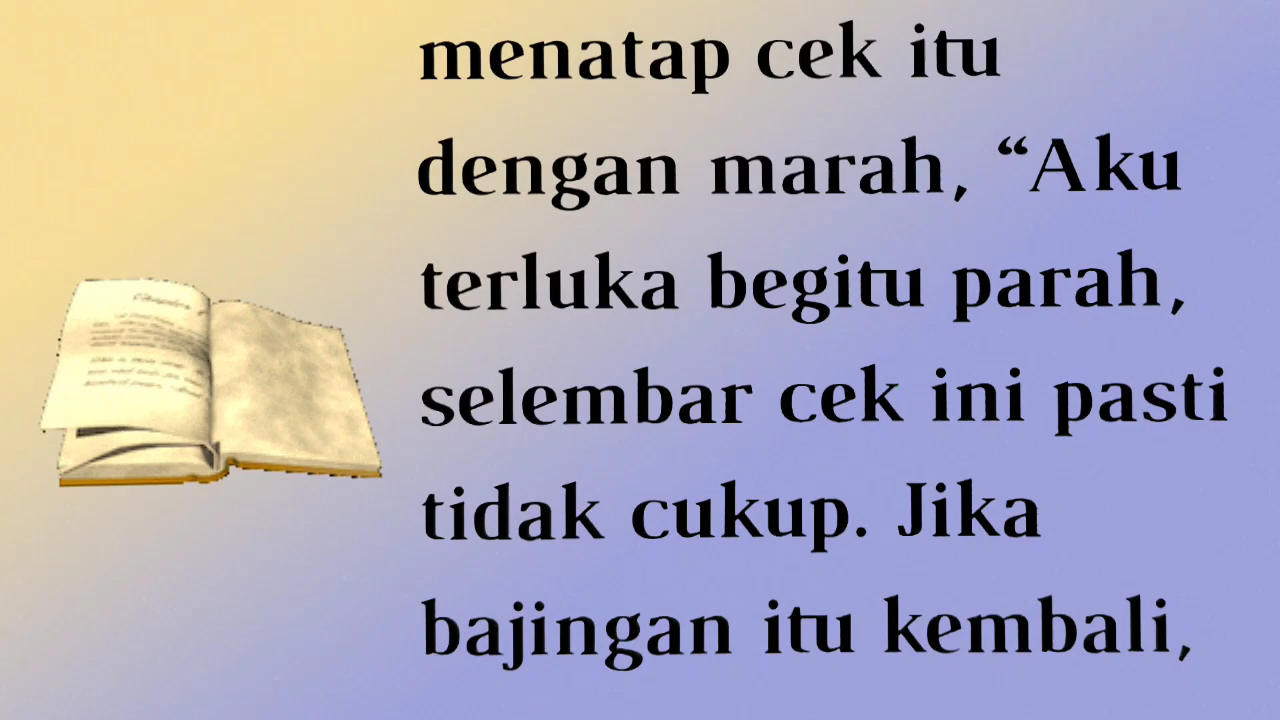 menatap cek itu
dengan marah, “Aku
terluka begitu parah,
selembar cek ini pasti
tidak cukup. Jika
bajingan itu kembali,